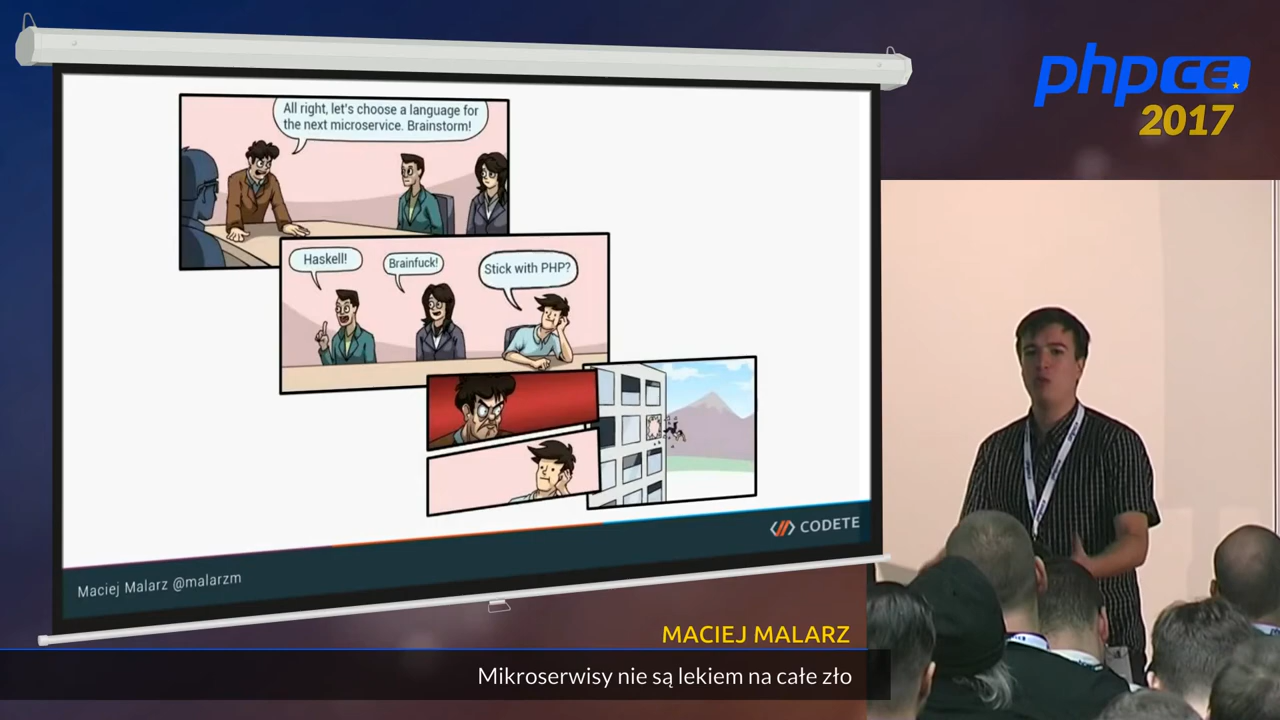 phpCE
2017
All right, let's choose a language for
the next microservice. Brainstorm!
Haskell!
Brainfuck!
Stick with PHP?
CODETE
Maciej Malarz @malarzm
MACIEJ MALARZ
Mikroserwisy nie są lekiem na całe zło